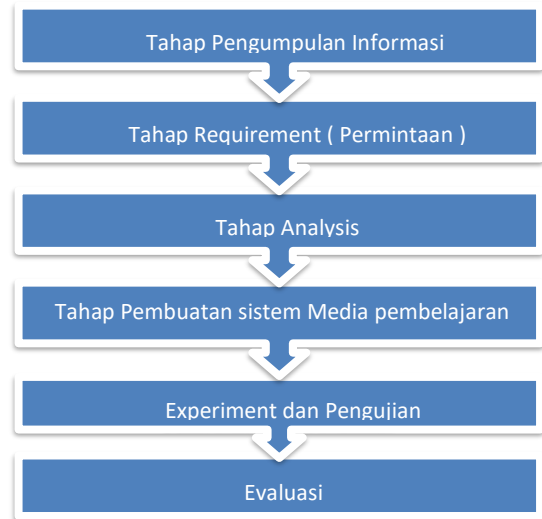 Tahap Pengumpulan Informasi
Tahap Requirement ( Permintaan )
Tahap Analysis
Tahap Pembuatan sistem Media pembelajaran
Experiment dan Pengujian
Evaluasi